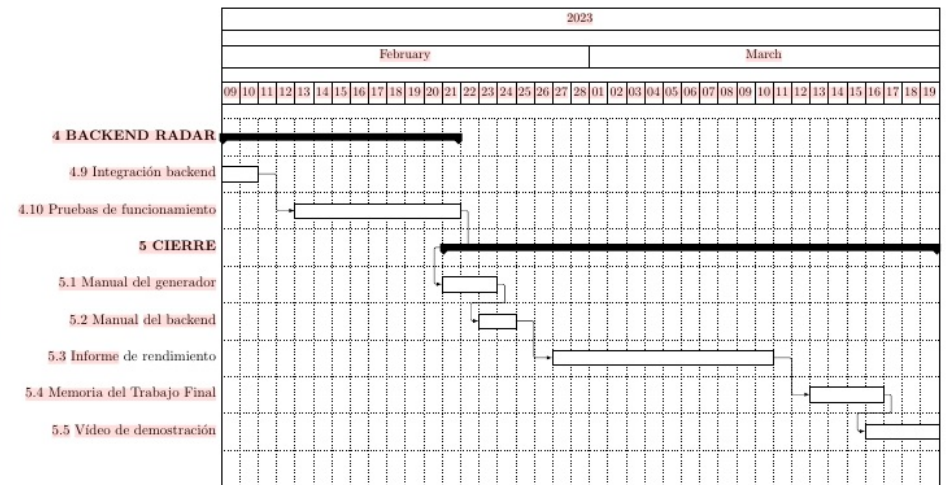 2023
February March
09 10 11 12 13 14 15 16 17 18 19 20 21 22 23 24 25 26 27 28 01 02 03 04 05 06 07 08 09 10 11 12 13 14 15 16 17 18 19
4 BACKEND RADAR
4.9 Integración backend
4.10 Pruebas de funcionamiento
5 CIERRE
5.1 Manual del generador
5.2 Manual del backend
5.3 Informe de rendimiento
5.4 Memoria del Trabajo Final
5.5 Vídeo de demostración